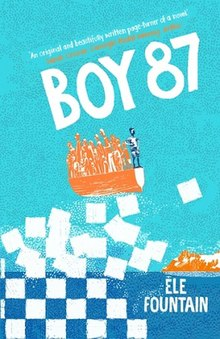 'An original and beautifully written page-turner of a novel'
BOY 87
ELE
FOUNTAIN